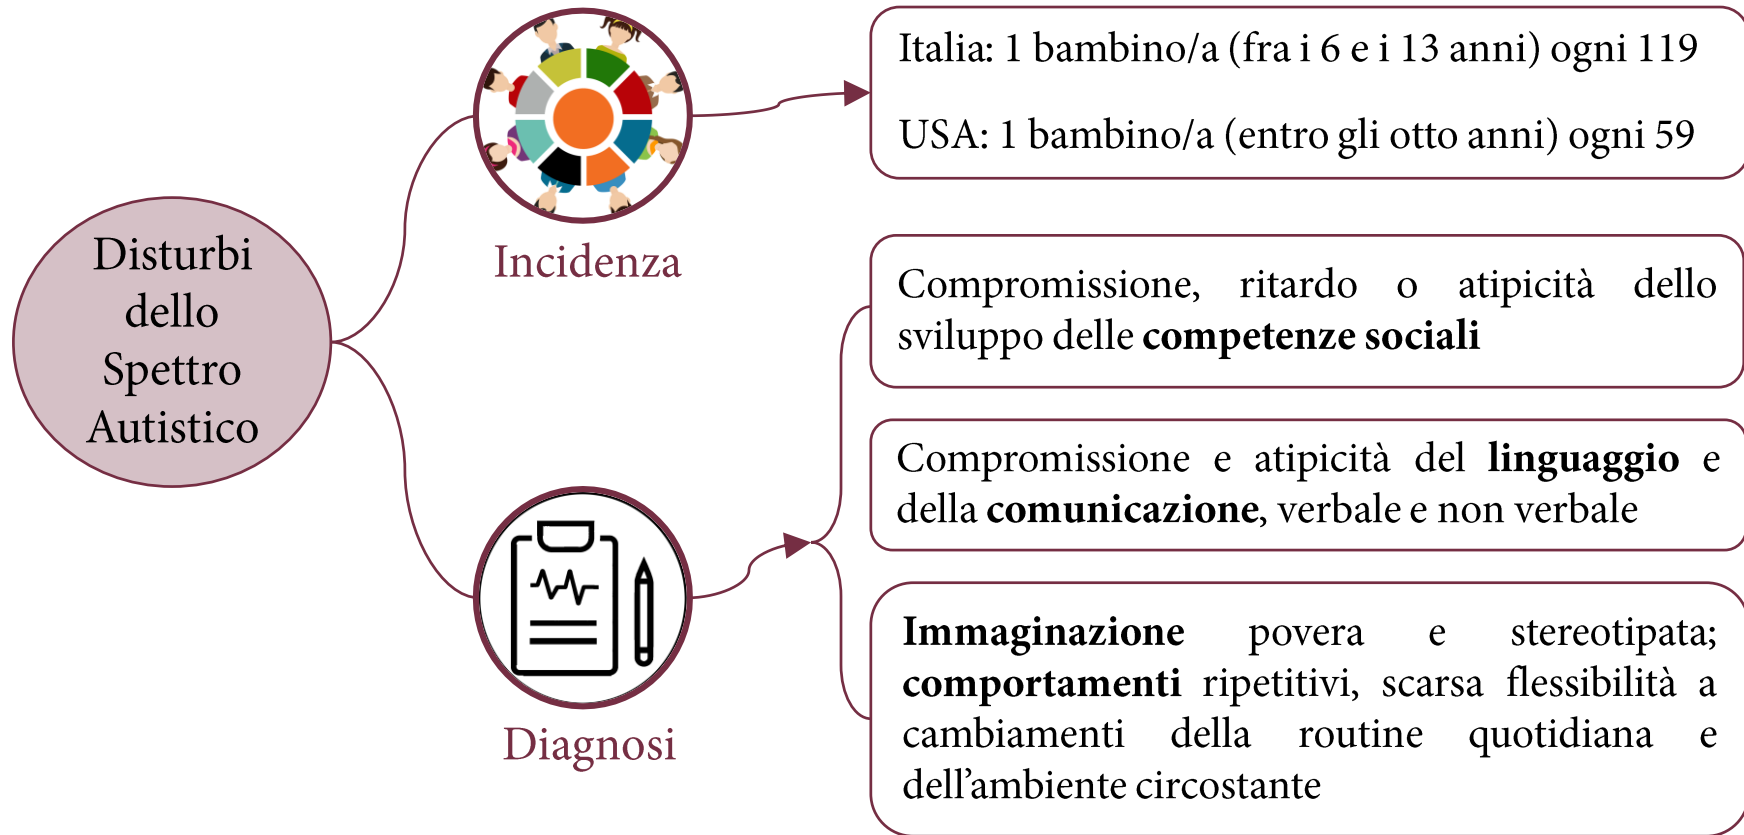 Disturbi
dello
Spettro
Autistico
Incidenza
Italia: 1 bambino/a (fra i 6 e i 13 anni) ogni 119
USA: 1 bambino/a (entro gli otto anni) ogni 59
Diagnosi
Compromissione, ritardo o atipicità dello
sviluppo delle competenze sociali
Compromissione e atipicità del linguaggio e
della comunicazione, verbale e non verbale
Immaginazione povera e stereotipata;
comportamenti ripetitivi, scarsa flessibilità a
cambiamenti della routine quotidiana e
dell’ambiente circostante